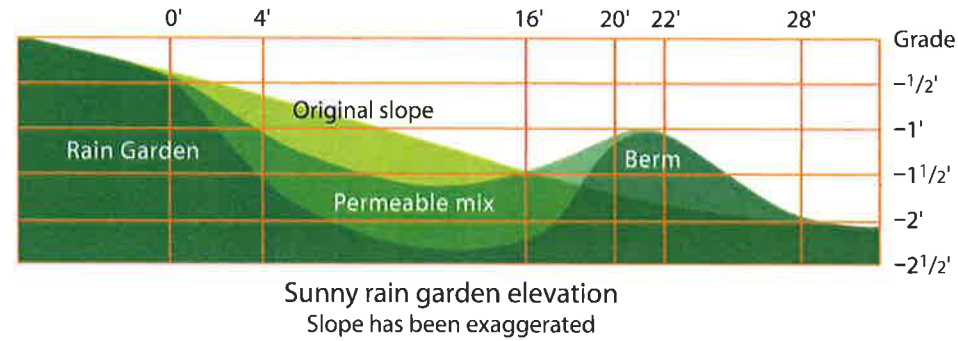 0' 4' 16' 20' 22' 28'
Grade
–1/2'
Original slope
–1'
Rain Garden
Berm
–1 1/2'
Permeable mix
–2'
–2 1/2'
Sunny rain garden elevation
Slope has been exaggerated